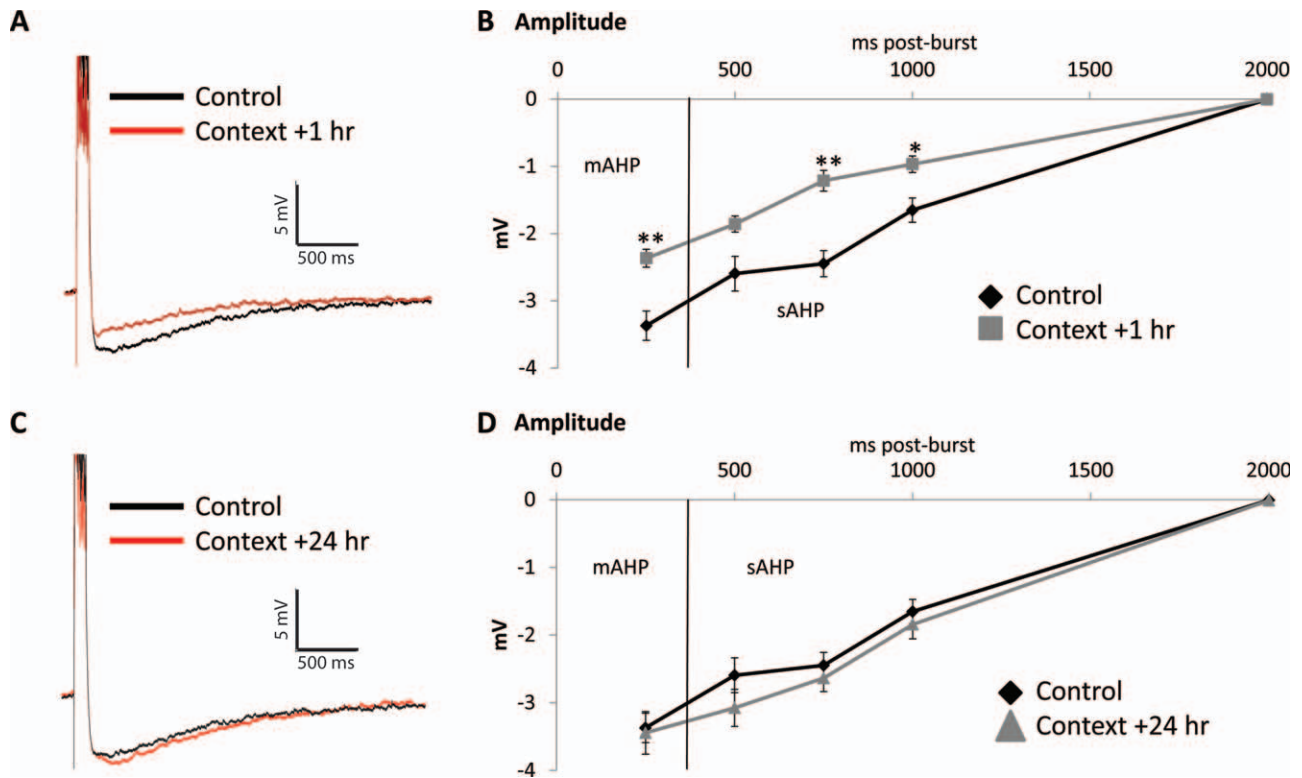 A
Control
Context +1 hr
5 mV
500 ms
B Amplitude
ms post-burst
0 500 1000 1500 2000
0
-1
-2
-3
-4
mV
mAHP
sAHP
**
**
*
Control
Context +1 hr
C
Control
Context +24 hr
5 mV
500 ms
D Amplitude
ms post-burst
0 500 1000 1500 2000
0
-1
-2
-3
-4
mV
mAHP
sAHP
Control
Context +24 hr